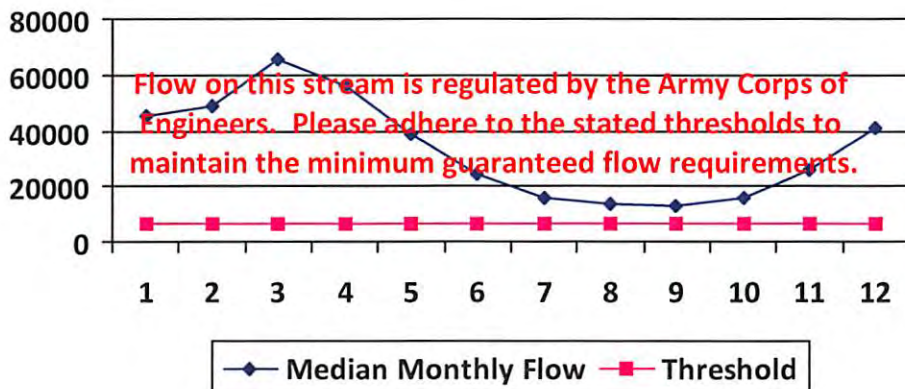 80000
60000
40000
20000
0
Flow on this stream is regulated by the Army Corps of
Engineers. Please adhere to the stated thresholds to
maintain the minimum guaranteed flow requirements.
1 2 3 4 5 6 7 8 9 10 11 12
Median Monthly Flow Threshold